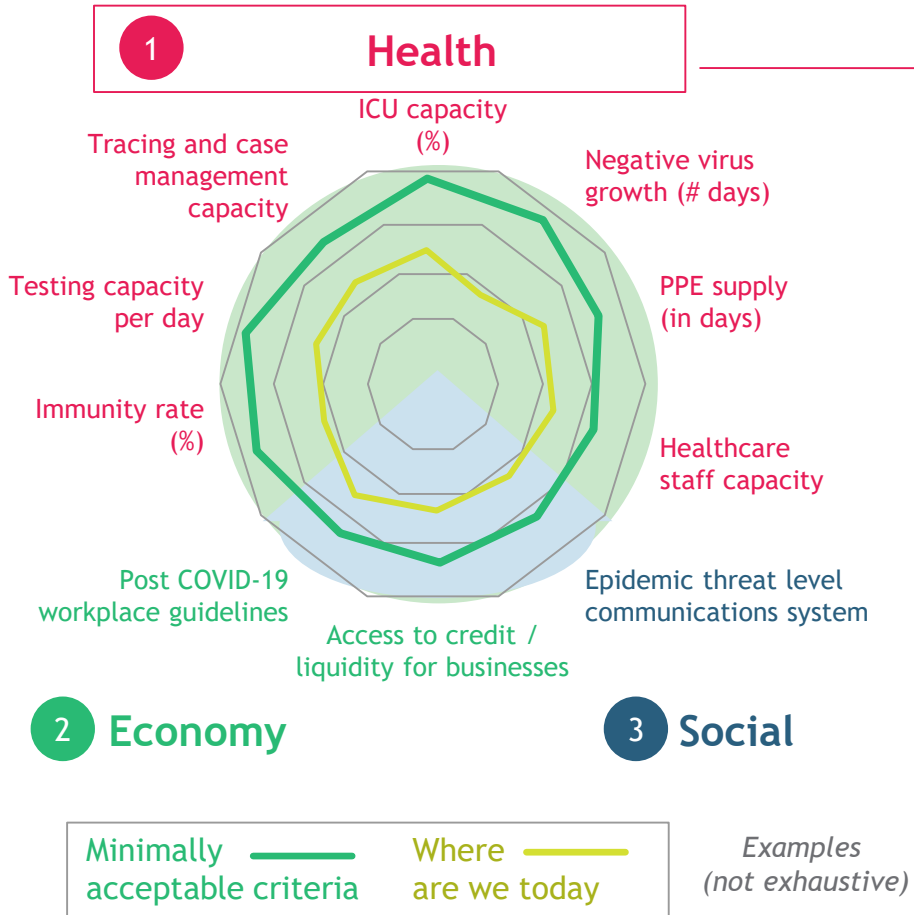 1
Health
ICU capacity
(%)
Tracing and case
management
capacity
Negative virus
growth (# days)
Testing capacity
per day
PPE supply
(in days)
Immunity rate
(%)
Healthcare
staff capacity
Post COVID-19
workplace guidelines
Epidemic threat level
communications system
Access to credit /
liquidity for businesses
2 Economy
3 Social
Minimally
acceptable criteria
Where
are we today
Examples
(not exhaustive)